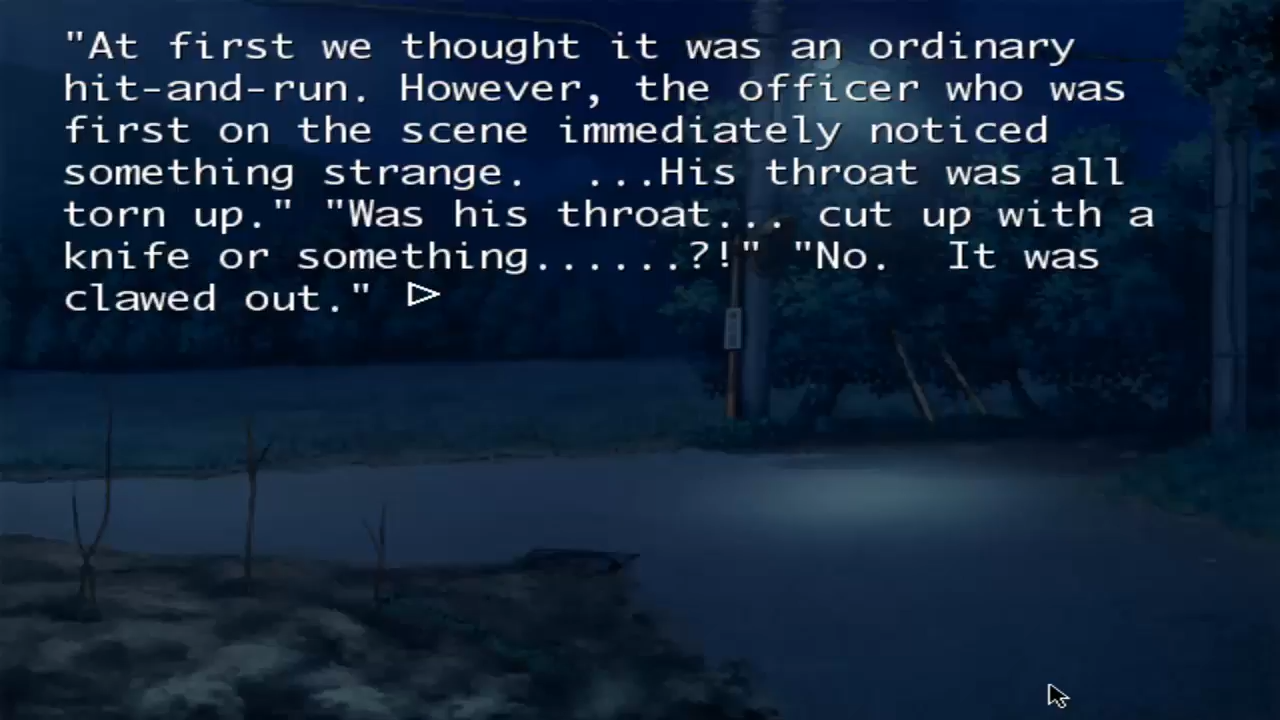 "At first we thought it was an ordinary
hit-and-run. However, the officer who was
first on the scene immediately noticed
something strange.  ...His throat was all
torn up." "Was his throat... cut up with a
knife or something......?!" "No.  It was
clawed out."